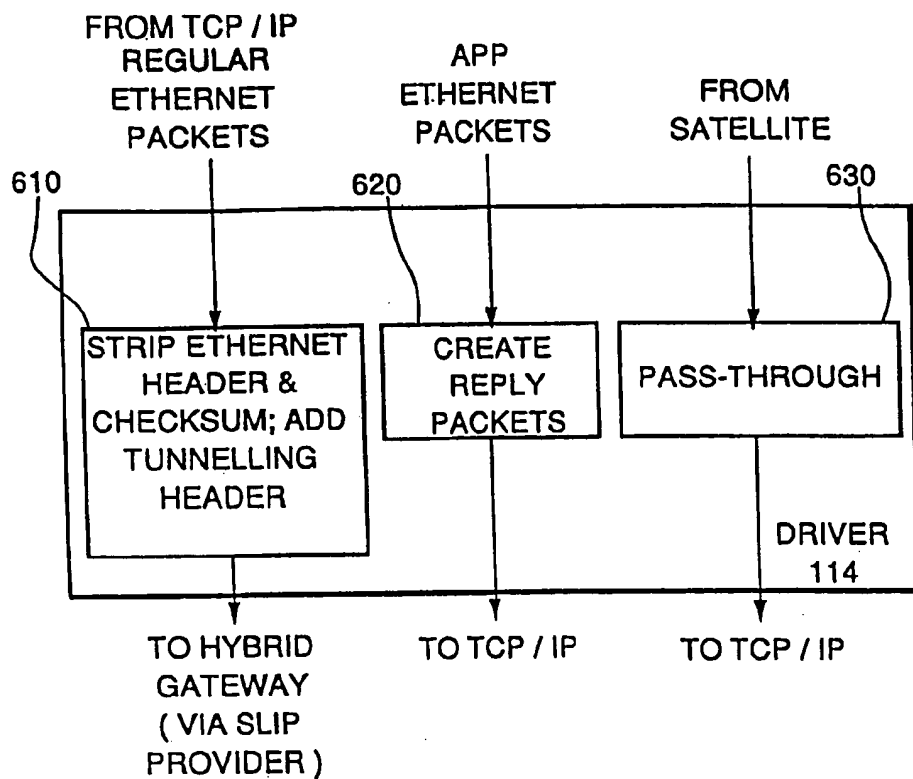 FROM TCP / IP
REGULAR
ETHERNET
PACKETS
APP
ETHERNET
PACKETS
FROM
SATELLITE
610
620
630
STRIP ETHERNET
HEADER &
CHECKSUM; ADD
TUNNELLING
HEADER
CREATE
REPLY
PACKETS
PASS-THROUGH
DRIVER
114
TO HYBRID
GATEWAY
( VIA SLIP
PROVIDER )
TO TCP / IP
TO TCP / IP